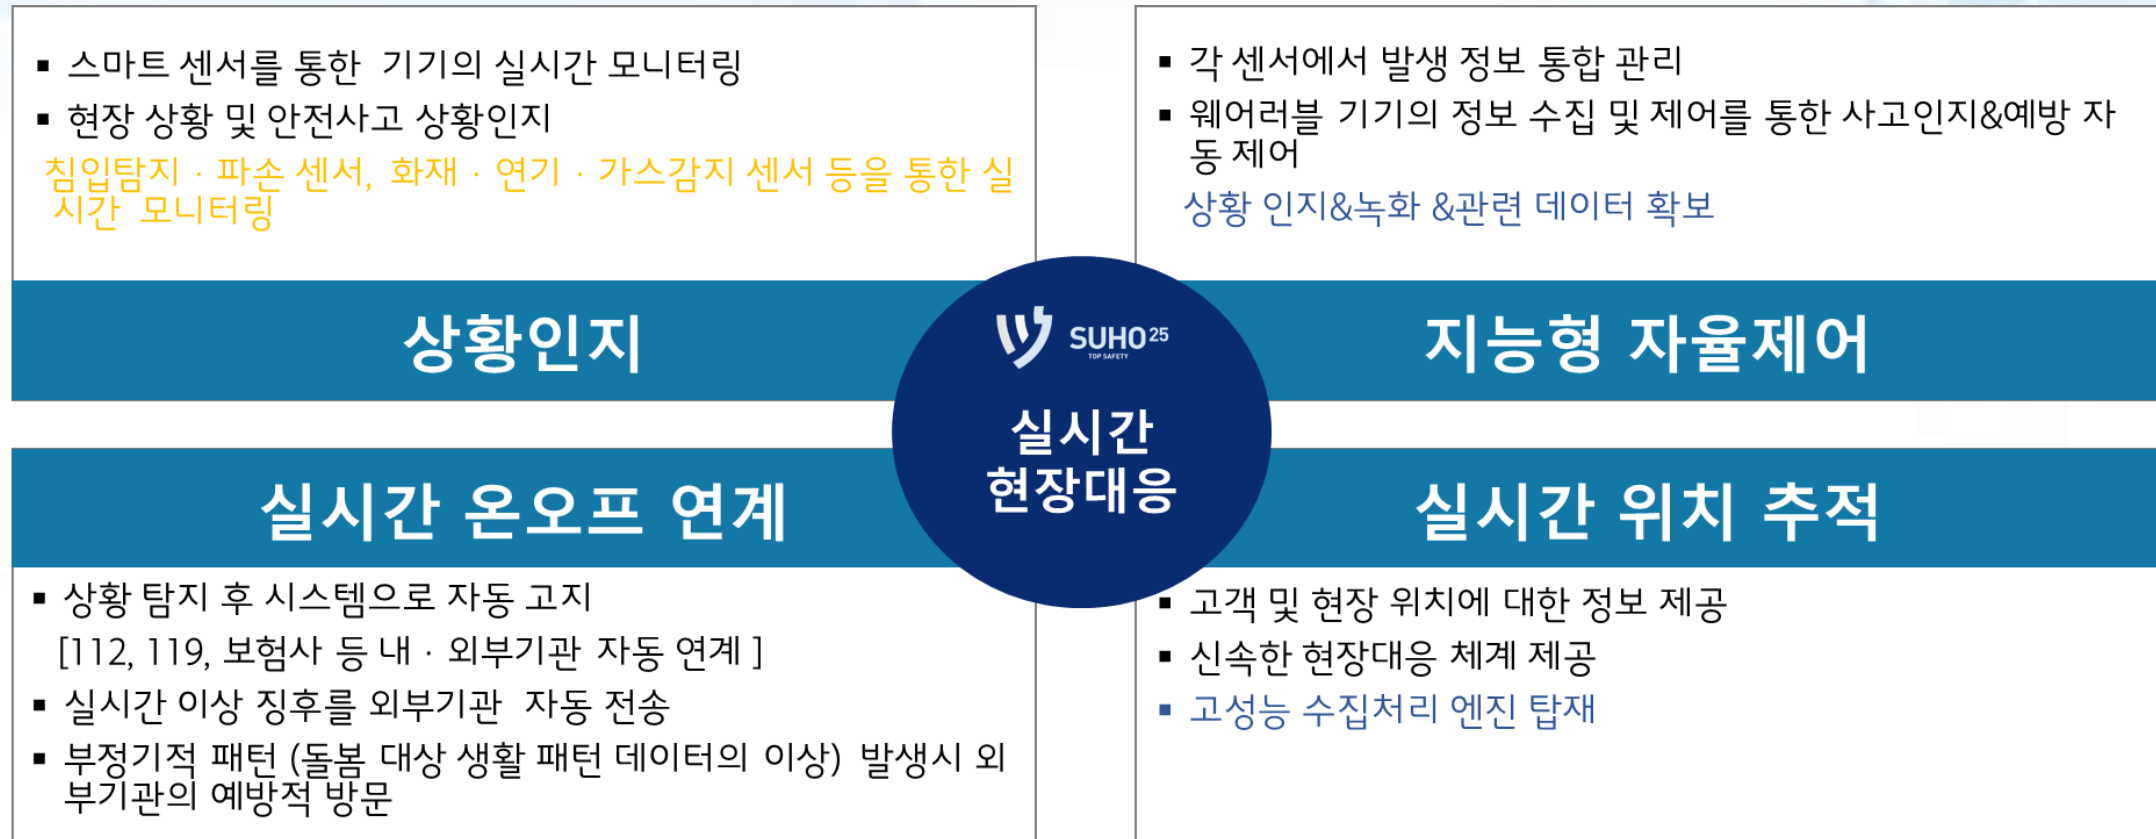 ▪ 스마트 센서를 통한 기기의 실시간 모니터링
▪ 현장 상황 및 안전사고 상황인지
침입탐지 · 파손 센서, 화재 · 연기 · 가스감지 센서 등을 통한 실
시간 모니터링
상황인지
▪ 각 센서에서 발생 정보 통합 관리
▪ 웨어러블 기기의 정보 수집 및 제어를 통한 사고인지&예방 자
동 제어
상황 인지&녹화 &관련 데이터 확보
지능형 자율제어
SUHO25
TOP SAFETY
실시간
현장대응
실시간 온오프 연계
▪ 상황 탐지 후 시스템으로 자동 고지
[112, 119, 보험사 등 내 · 외부기관 자동 연계 ]
▪ 실시간 이상 징후를 외부기관 자동 전송
▪ 부정기적 패턴 (돌봄 대상 생활 패턴 데이터의 이상) 발생시 외
부기관의 예방적 방문
실시간 위치 추적
▪ 고객 및 현장 위치에 대한 정보 제공
▪ 신속한 현장대응 체계 제공
▪ 고성능 수집처리 엔진 탑재